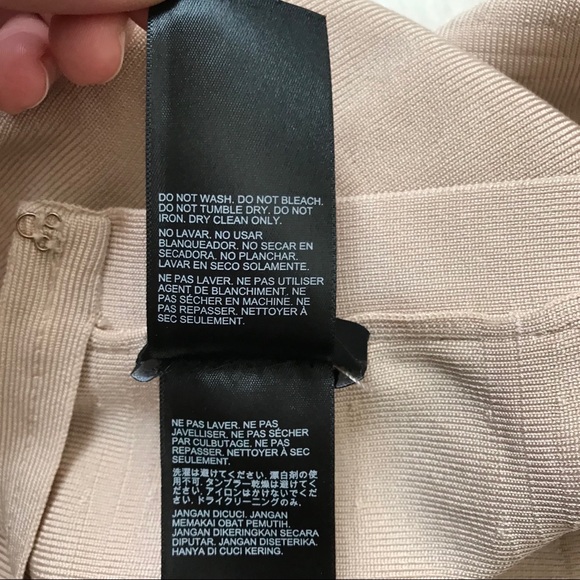 DO NOT WASH. DO NOT BLEACH.
DO NOT TUMBLE DRY. DO NOT
IRON. DRY CLEAN ONLY.
NO LAVAR. NO USAR
BLANQUEADOR. NO SECAR EN
SECADORA. NO PLANCHAR.
LAVAR EN SECO SOLAMENTE.
NE PAS LAVER. NE PAS UTILISER
AGENT DE BLANCHIMENT. NE
PAS SÉCHER EN MACHINE. NE
PAS REPASSER. NETTOYER À
SEC SEULEMENT.
NE PAS LAVER. NE PAS
JAVELLISER. NE PAS SÉCHER
PAR CULBUTAGE. NE PAS
REPASSER. NETTOYER À SEC
SEULEMENT.
洗濯は避けてください. 漂白剤の使
用不可. タンブラー乾燥は避けてく
ださい. アイロンはかけないでくだ
さい. ドライクリーニングのみ.
JANGAN DICUCI. JANGAN
MEMAKAI OBAT PEMUTIH.
JANGAN DIKERINGKAN SECARA
DIPUTAR. JANGAN DISETERIKA.
HANYA DI CUCI KERING.